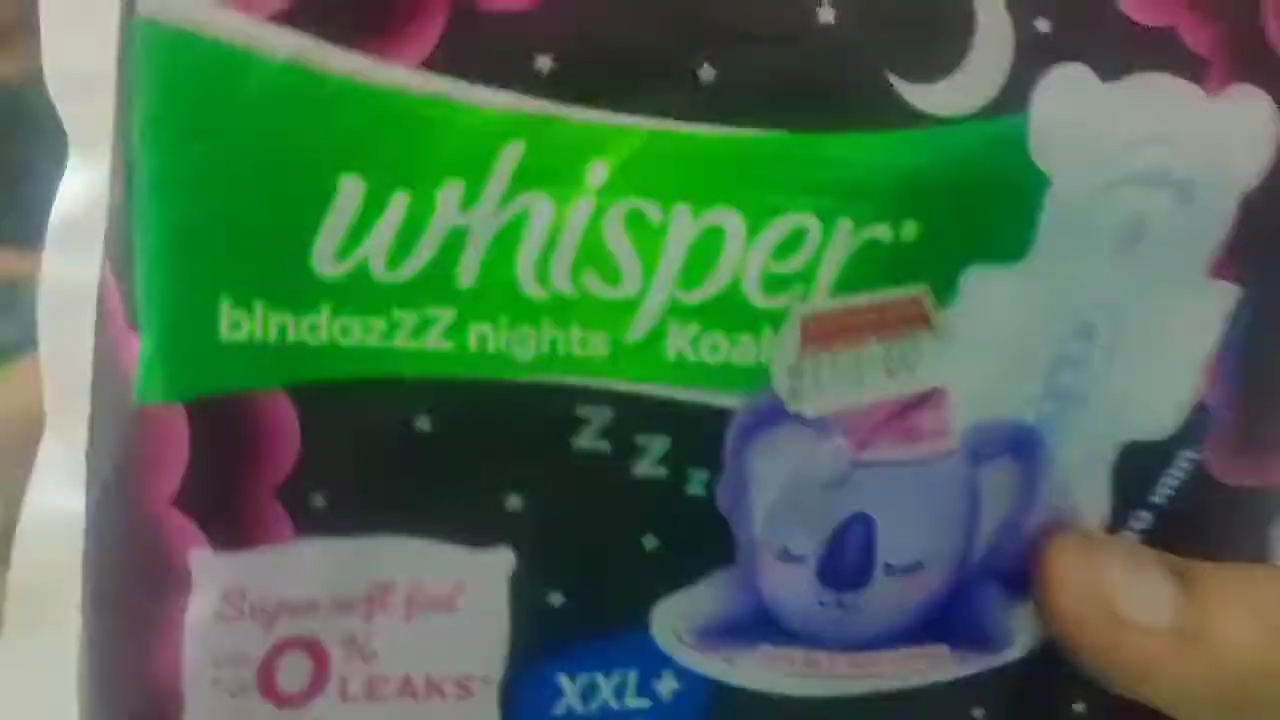 whisper
bindazZZ nights Koal
Z Z z
Super soft feel
0% LEAKS
XXL+